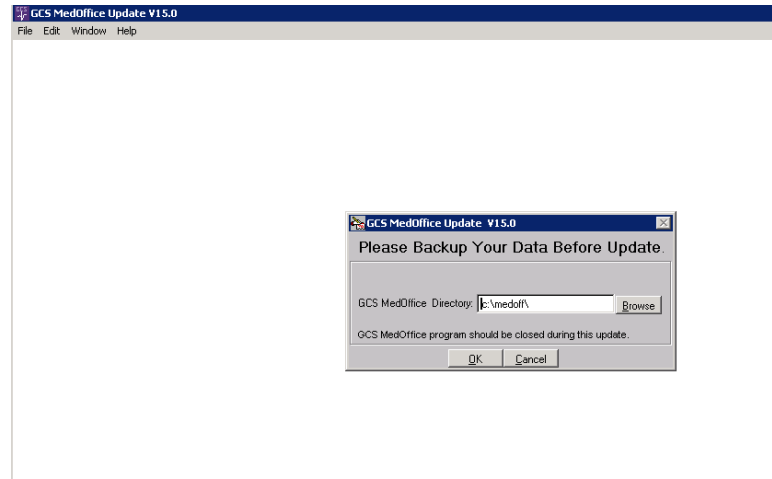 GCS MedOffice Update V15.0
File Edit Window Help
GCS MedOffice Update V15.0
Please Backup Your Data Before Update.
GCS MedOffice Directory: c:\medoff\ Browse
GCS MedOffice program should be closed during this update.
OK Cancel